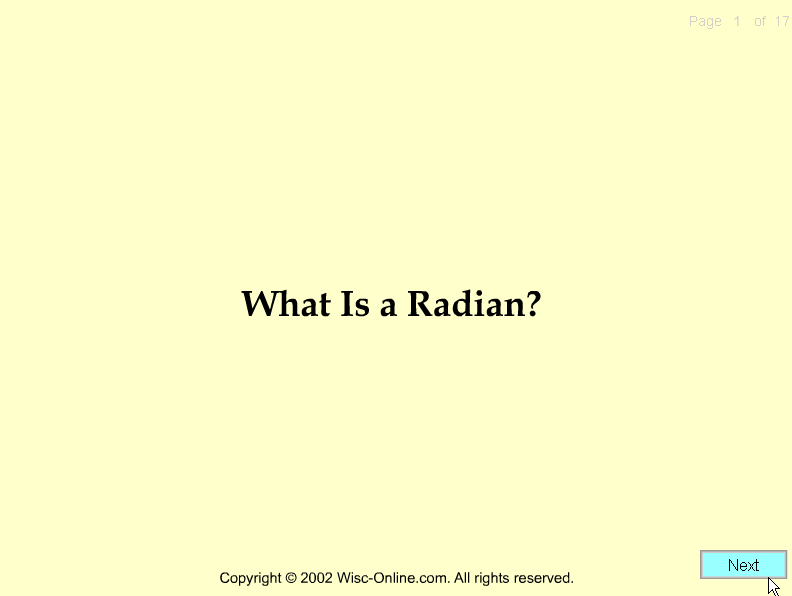 Page 1 of 17
What Is a Radian?
Next
Copyright © 2002 Wisc-Online.com. All rights reserved.